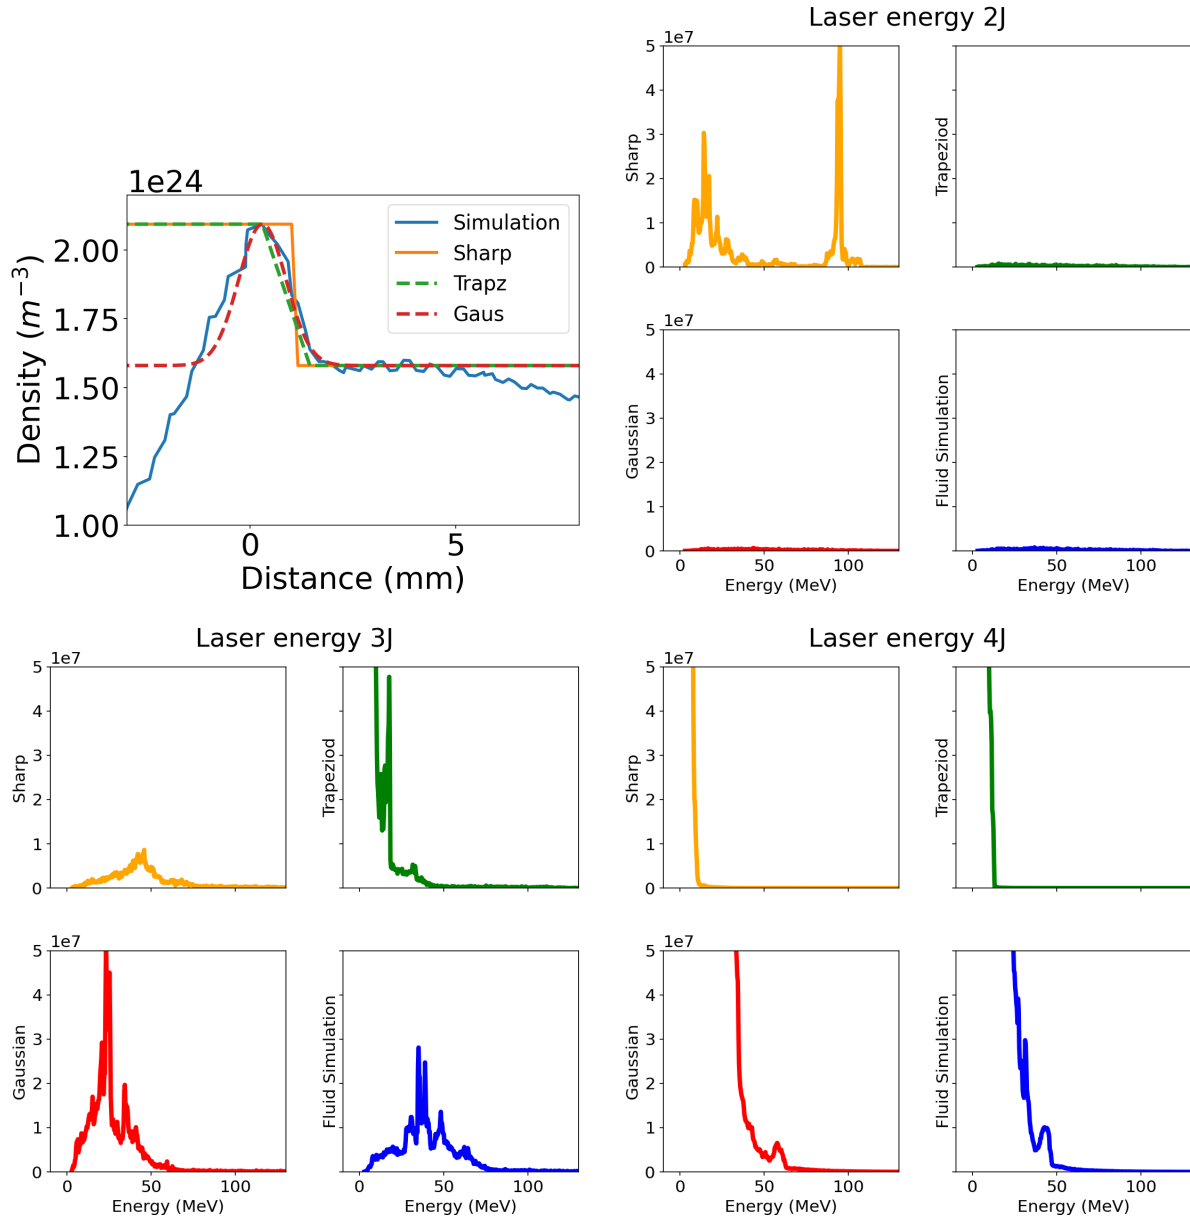 1e24
Density (m⁻³)
2.00
1.75
1.50
1.25
1.00
0 5
Distance (mm)
Simulation
Sharp
Trapz
Gaus
Laser energy 2J
1e7
Sharp
5
4
3
2
1
0
Trapeziod
1e7
Gaussian
5
4
3
2
1
0
0 50 100
Energy (MeV)
Fluid Simulation
0 50 100
Energy (MeV)
Laser energy 3J
1e7
Sharp
5
4
3
2
1
0
Trapeziod
1e7
Gaussian
5
4
3
2
1
0
0 50 100
Energy (MeV)
Fluid Simulation
0 50 100
Energy (MeV)
Laser energy 4J
1e7
Sharp
5
4
3
2
1
0
Trapeziod
1e7
Gaussian
5
4
3
2
1
0
0 50 100
Energy (MeV)
Fluid Simulation
0 50 100
Energy (MeV)